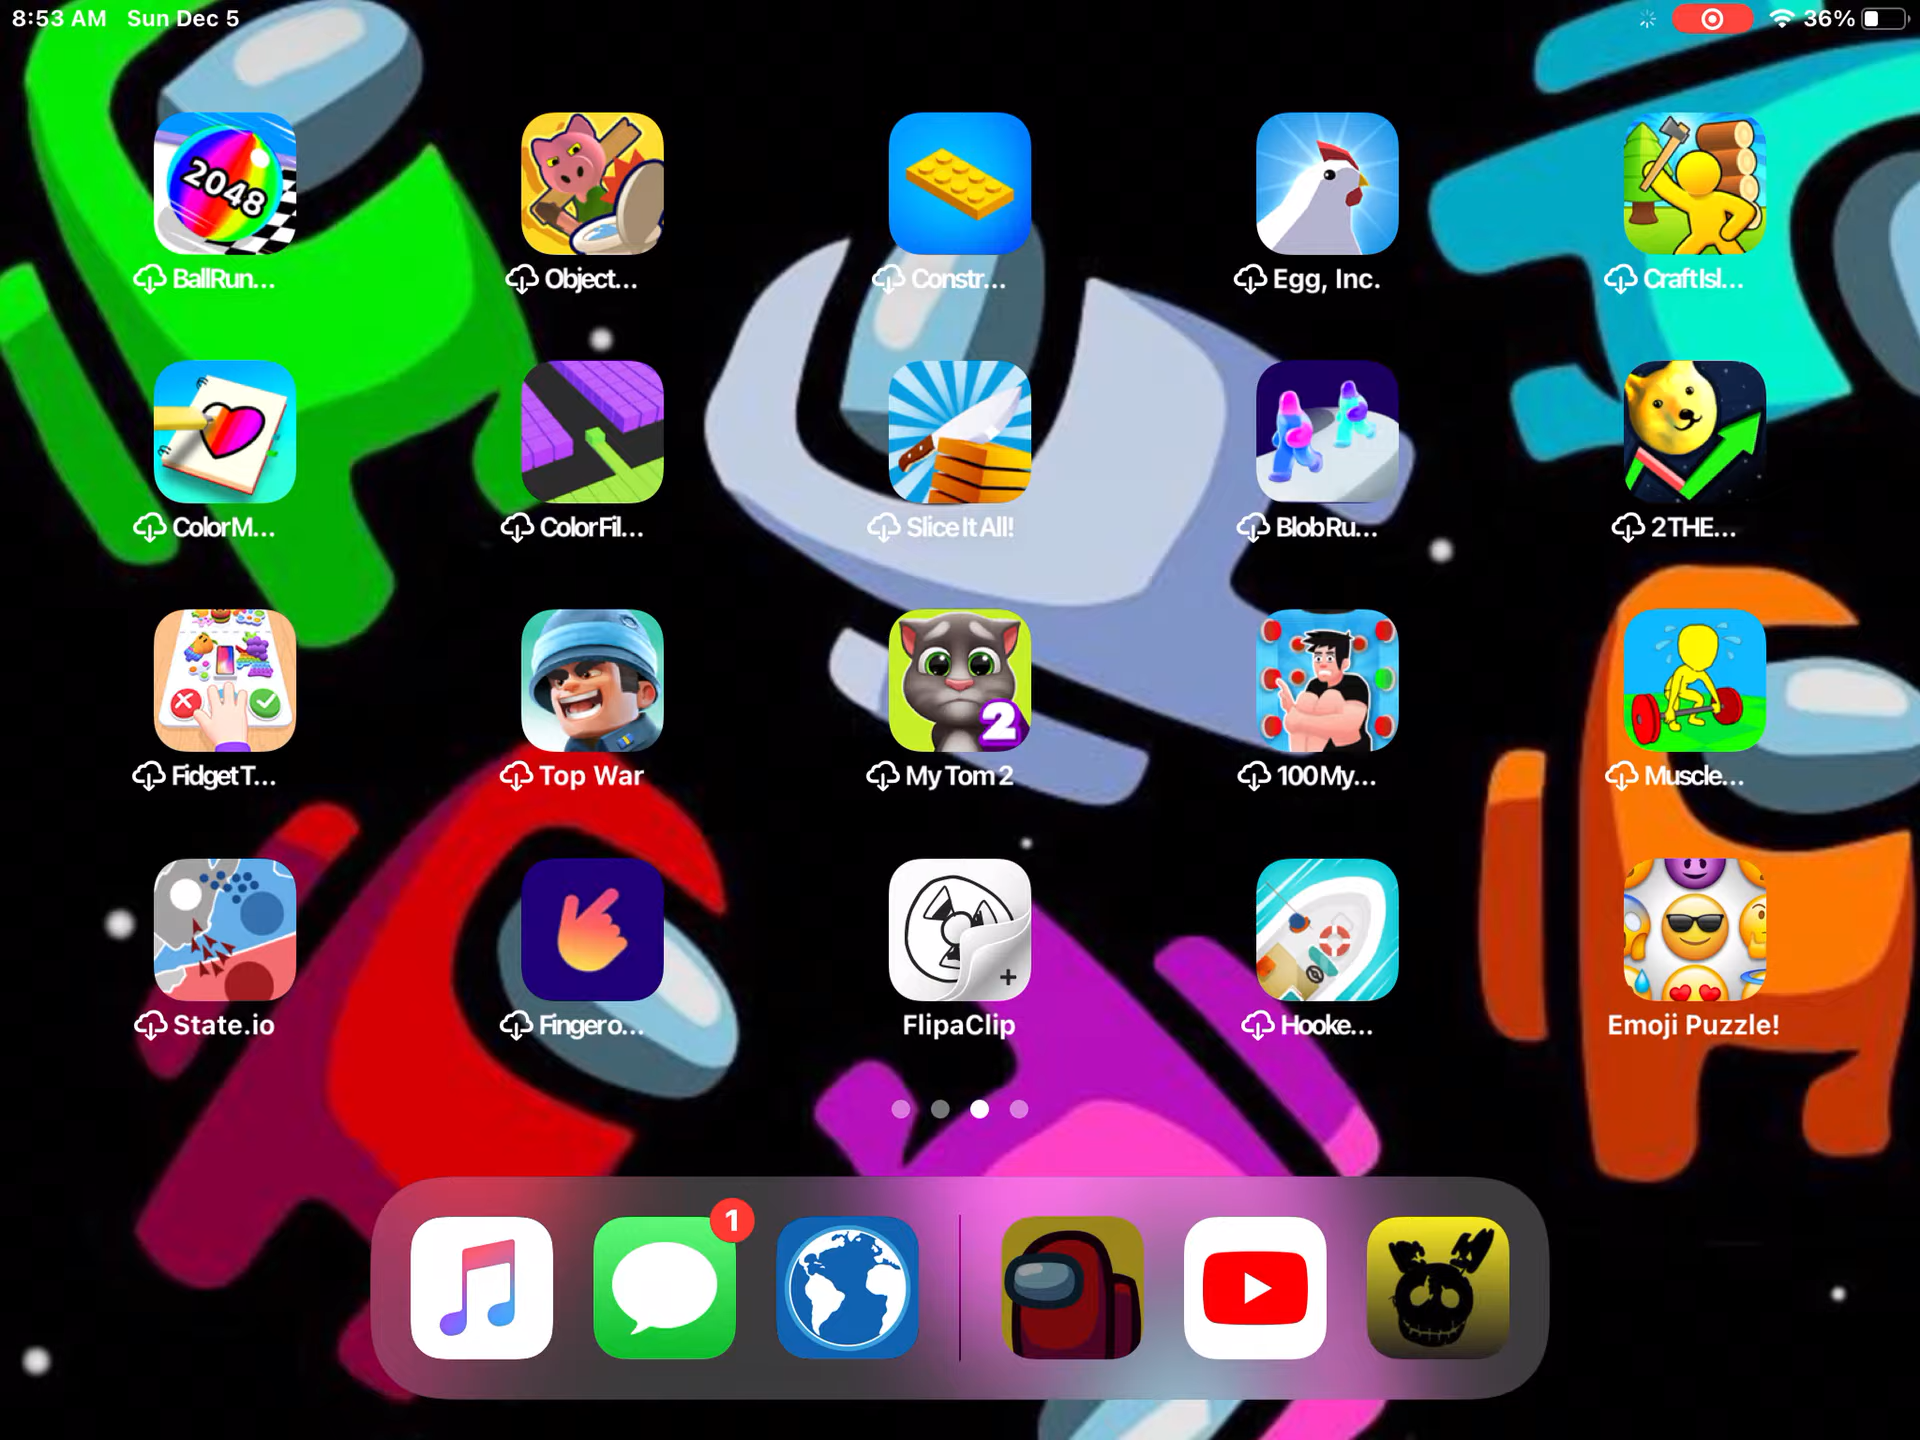 8:53 AM Sun Dec 5 36%
2048
BallRun...
Object...
Constr...
Egg, Inc.
CraftIsl...
ColorM...
ColorFil...
Slice It All!
BlobRu...
2THE...
FidgetT...
Top War
2
My Tom 2
100My...
Muscle...
State.io
Fingero...
FlipaClip
Hooke...
Emoji Puzzle!
1